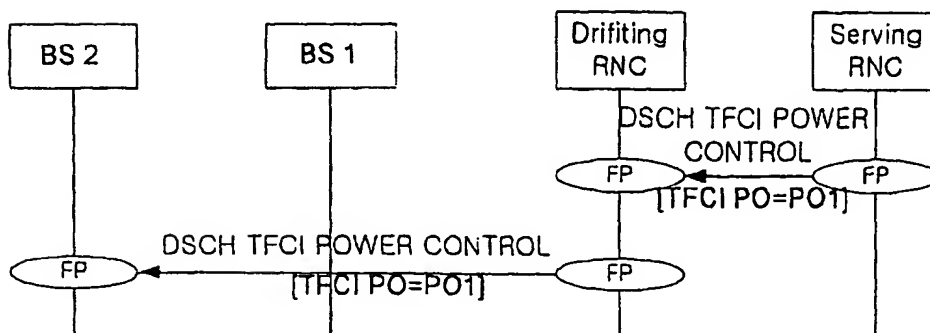 BS 2
BS 1
Drifiting
RNC
Serving
RNC
DSCH TFCI POWER
CONTROL
FP
FP
[TFCI PO=PO1]
DSCH TFCI POWER CONTROL
FP
FP
[TFCI PO=PO1]